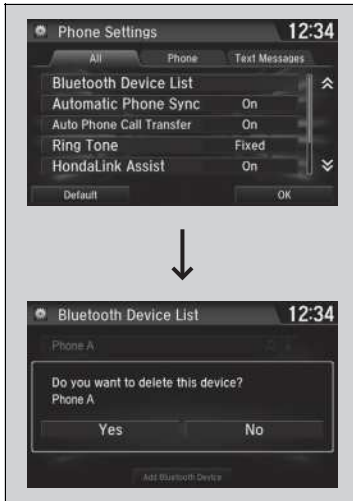 Phone Settings 12:34
All Phone Text Messages
Bluetooth Device List
Automatic Phone Sync On
Auto Phone Call Transfer On
Ring Tone Fixed
HondaLink Assist On
Default OK
Bluetooth Device List 12:34
Phone A
Do you want to delete this device?
Phone A
Yes No
Add Bluetooth Device